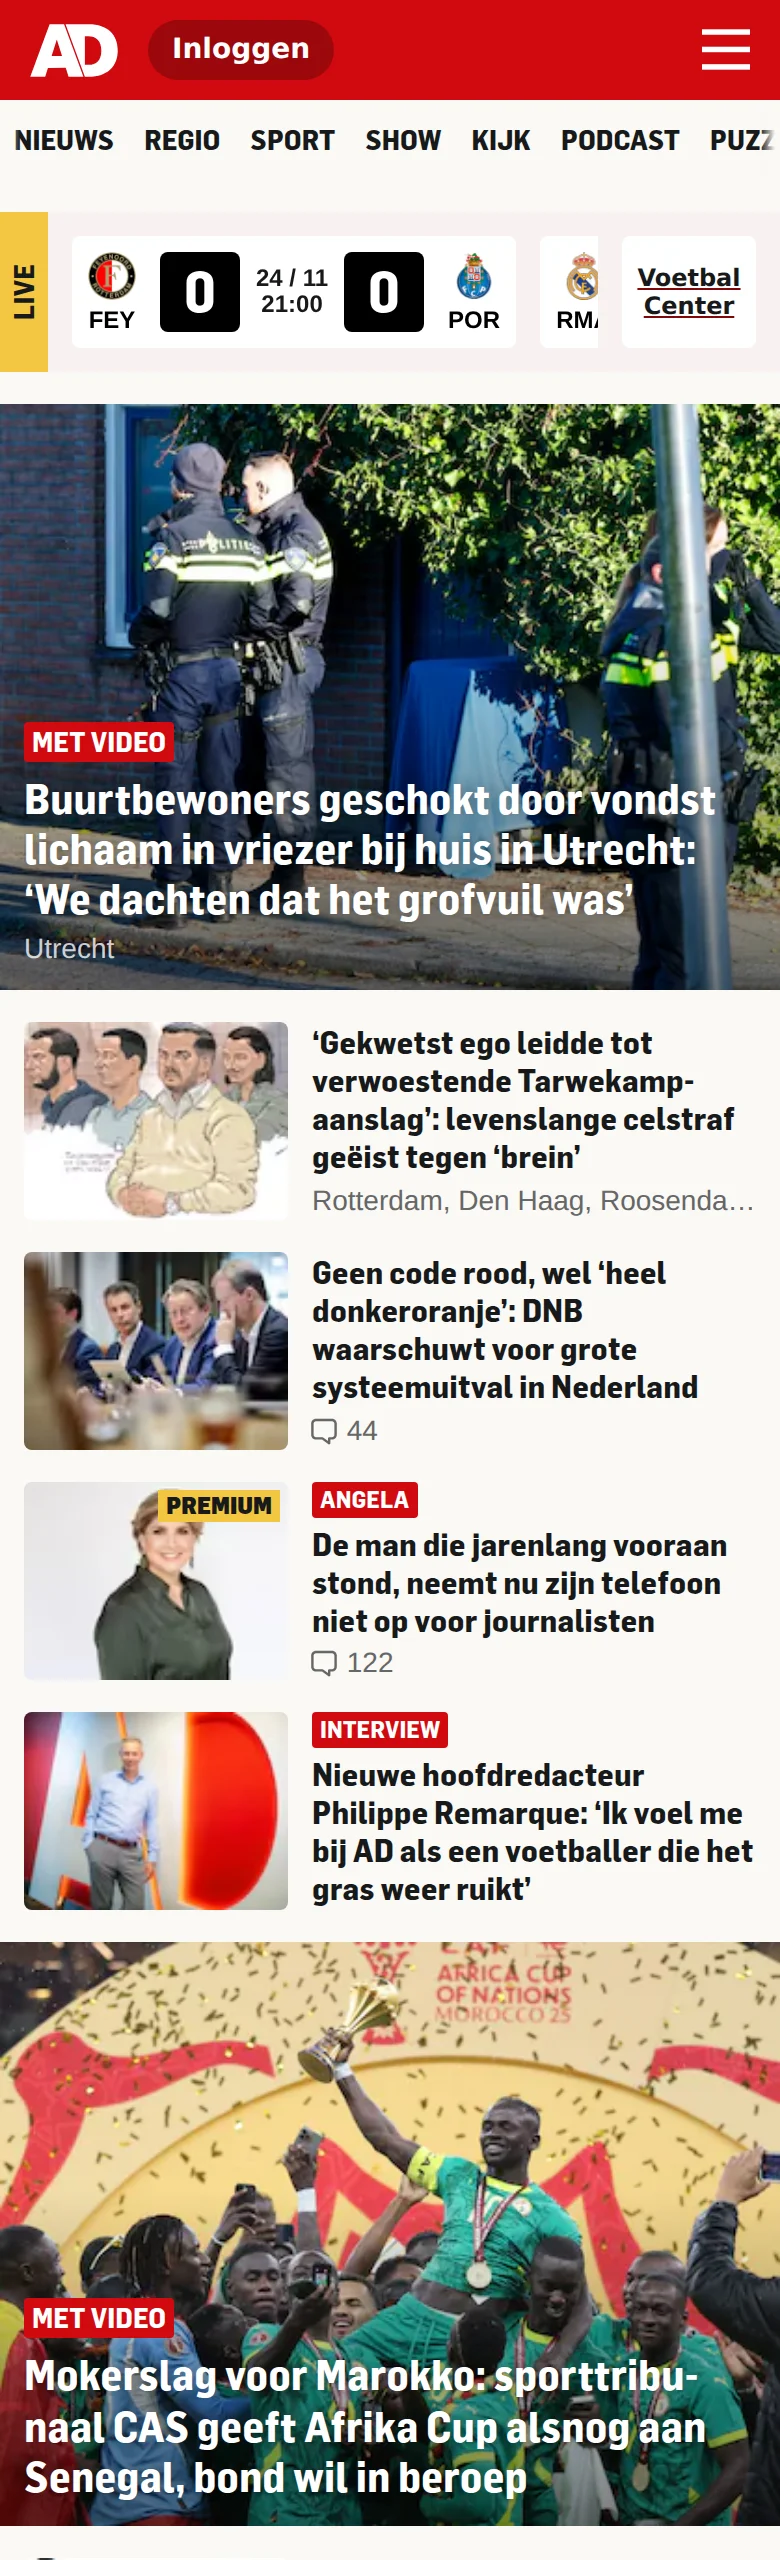 AD
Inloggen
NIEUWS REGIO SPORT SHOW KIJK PODCAST PUZZ
LIVE
FEY
0
24 / 11
21:00
0
POR
RMA
Voetbal
Center
POLITIE
MET VIDEO
Buurtbewoners geschokt door vondst
lichaam in vriezer bij huis in Utrecht:
‘We dachten dat het grofvuil was’
Utrecht
‘Gekwetst ego leidde tot
verwoestende Tarwekamp-
aanslag’: levenslange celstraf
geëist tegen ‘brein’
Rotterdam, Den Haag, Roosenda…
Geen code rood, wel ‘heel
donkeroranje’: DNB
waarschuwt voor grote
systeemuitval in Nederland
44
PREMIUM
ANGELA
De man die jarenlang vooraan
stond, neemt nu zijn telefoon
niet op voor journalisten
122
INTERVIEW
Nieuwe hoofdredacteur
Philippe Remarque: ‘Ik voel me
bij AD als een voetballer die het
gras weer ruikt’
AFRICA CUP
OF NATIONS
MOROCCO 25
MET VIDEO
Mokerslag voor Marokko: sporttribu-
naal CAS geeft Afrika Cup alsnog aan
Senegal, bond wil in beroep